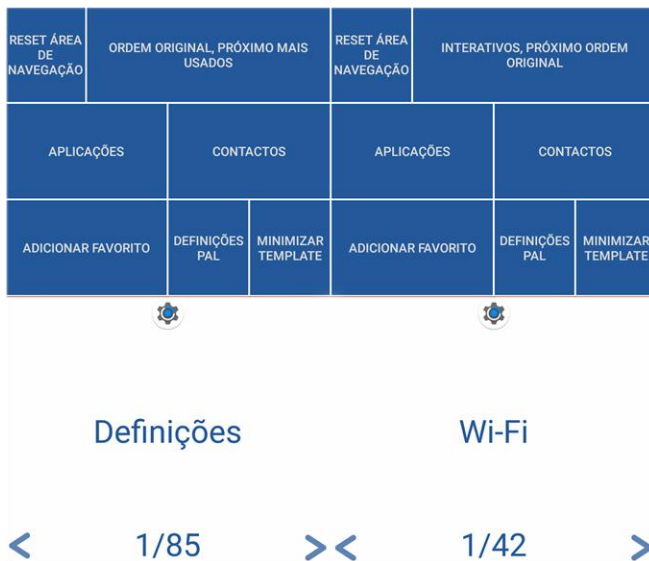 RESET ÁREA
DE
NAVEGAÇÃO
ORDEM ORIGINAL, PRÓXIMO MAIS
USADOS
APLICAÇÕES
CONTACTOS
ADICIONAR FAVORITO
DEFINIÇÕES
PAL
MINIMIZAR
TEMPLATE
Definições
< 1/85 >
RESET ÁREA
DE
NAVEGAÇÃO
INTERATIVOS, PRÓXIMO ORDEM
ORIGINAL
APLICAÇÕES
CONTACTOS
ADICIONAR FAVORITO
DEFINIÇÕES
PAL
MINIMIZAR
TEMPLATE
Wi-Fi
< 1/42 >